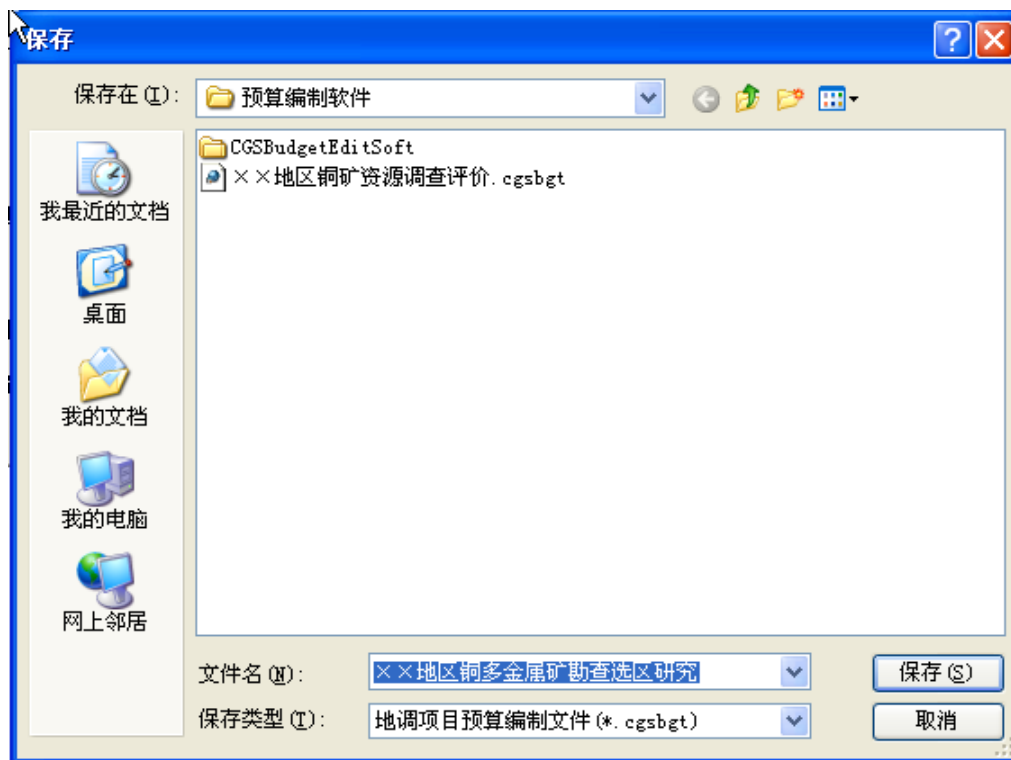 保存
保存在(I):
预算编制软件
CGSBudgetEditSoft
××地区铜矿资源调查评价.cgsbgt
我最近的文档
桌面
我的文档
我的电脑
网上邻居
文件名(N):
××地区铜多金属矿勘查选区研究
保存(S)
保存类型(T):
地调项目预算编制文件(*.cgsbgt)
取消